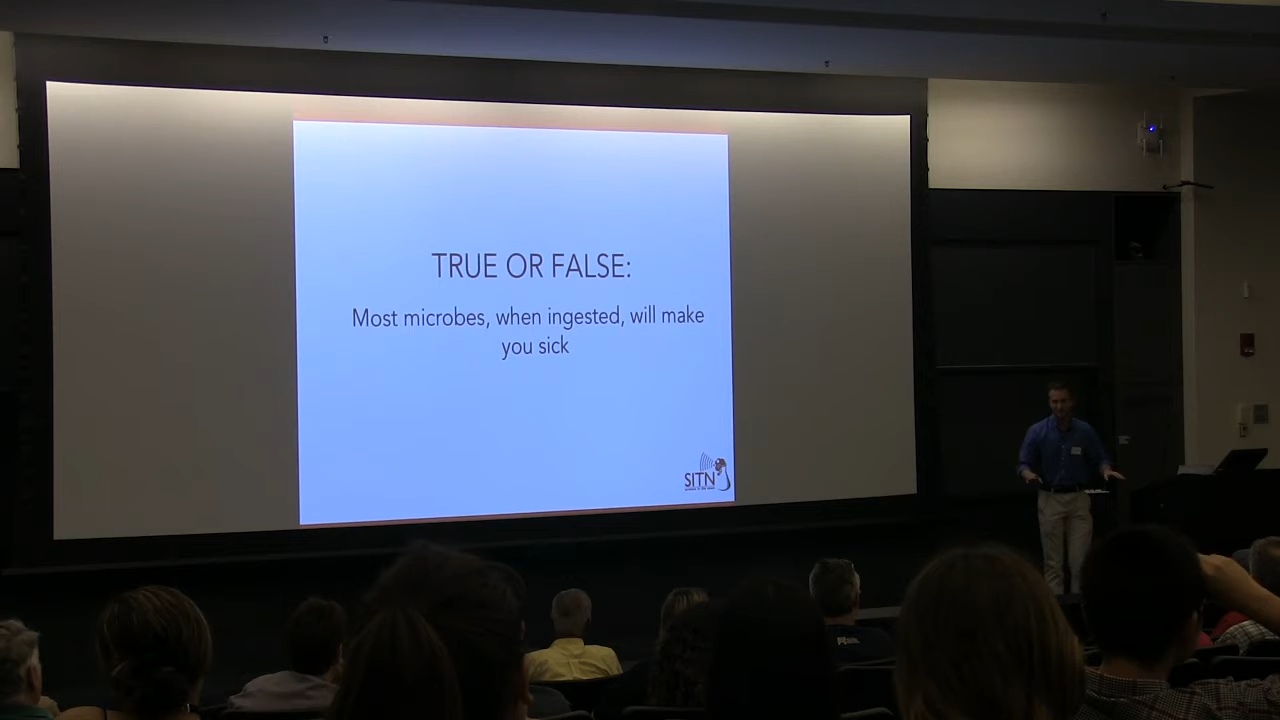 TRUE OR FALSE:
Most microbes, when ingested, will make
you sick
SITN